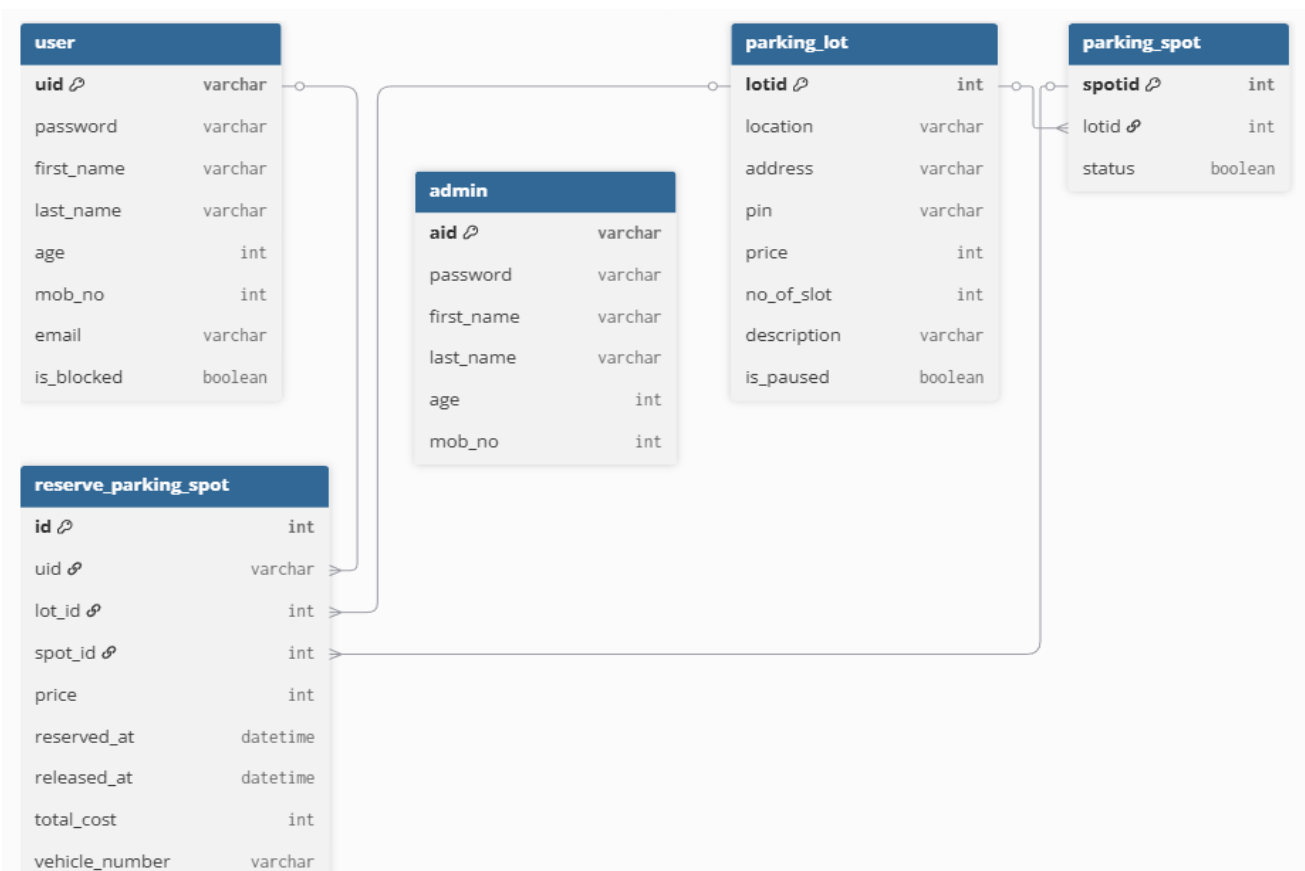 user
uid varchar
password varchar
first_name varchar
last_name varchar
age int
mob_no int
email varchar
is_blocked boolean
admin
aid varchar
password varchar
first_name varchar
last_name varchar
age int
mob_no int
parking_lot
lotid int
location varchar
address varchar
pin varchar
price int
no_of_slot int
description varchar
is_paused boolean
parking_spot
spotid int
lotid int
status boolean
reserve_parking_spot
id int
uid varchar
lot_id int
spot_id int
price int
reserved_at datetime
released_at datetime
total_cost int
vehicle_number varchar